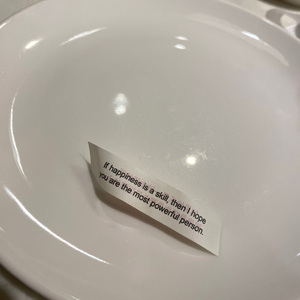 If happiness is a skill, then I hope
you are the most powerful person.